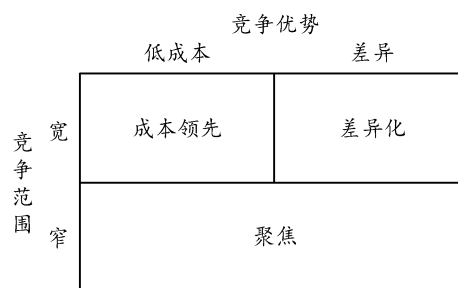 竞争优势
低成本 差异
宽 成本领先 差异化
竞争范围
窄 聚焦